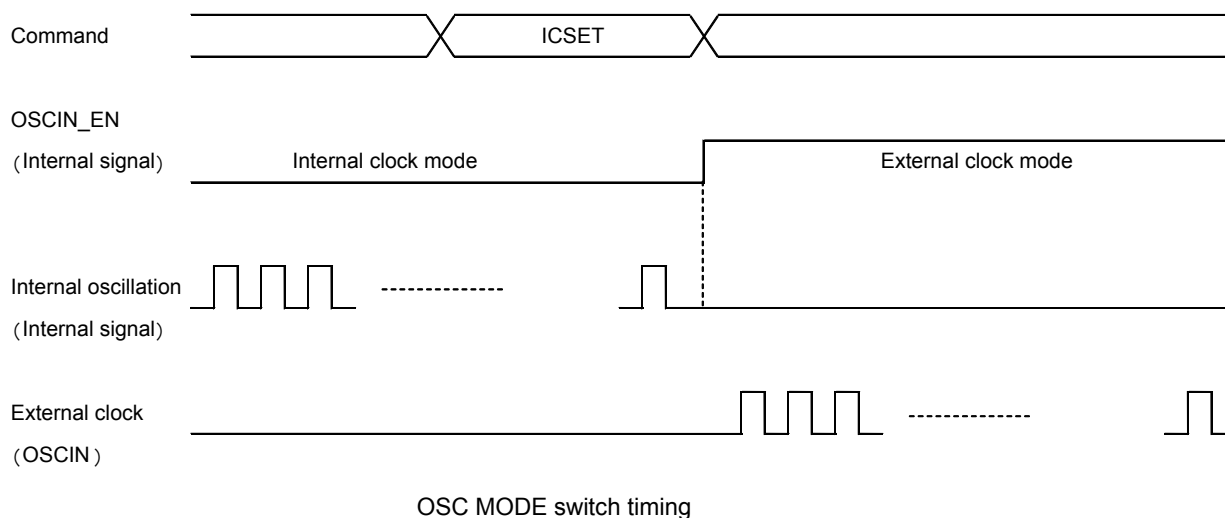 Command
ICSET
OSCIN_EN
(Internal signal)
Internal clock mode
External clock mode
Internal oscillation
(Internal signal)
External clock
(OSCIN)
OSC MODE switch timing